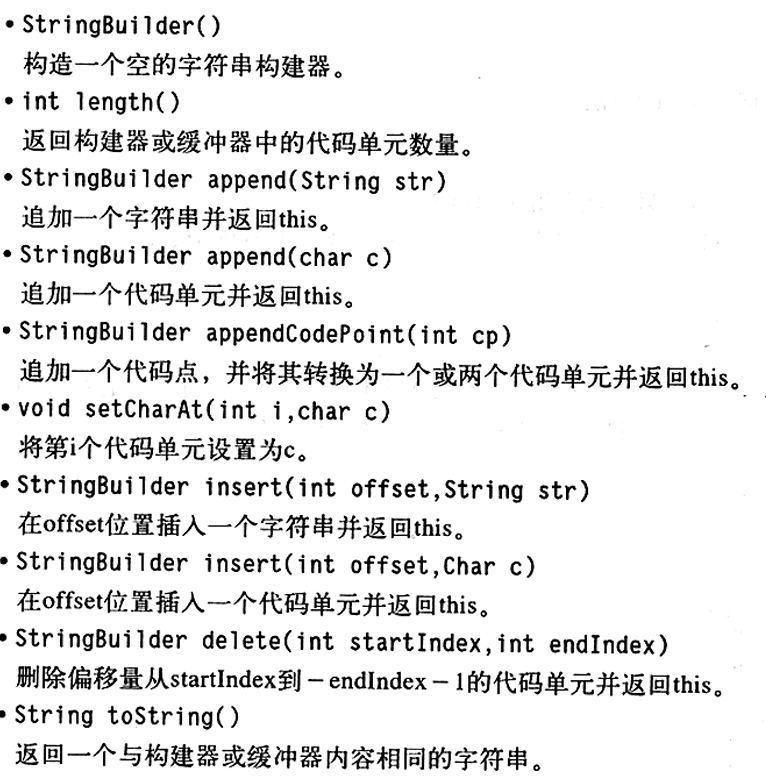 • StringBuilder()
构造一个空的字符串构建器。
• int length()
返回构建器或缓冲器中的代码单元数量。
• StringBuilder append(String str)
追加一个字符串并返回this。
• StringBuilder append(char c)
追加一个代码单元并返回this。
• StringBuilder appendCodePoint(int cp)
追加一个代码点，并将其转换为一个或两个代码单元并返回this。
• void setCharAt(int i,char c)
将第i个代码单元设置为c。
• StringBuilder insert(int offset,String str)
在offset位置插入一个字符串并返回this。
• StringBuilder insert(int offset,Char c)
在offset位置插入一个代码单元并返回this。
• StringBuilder delete(int startIndex,int endIndex)
删除偏移量从startIndex到－endIndex－1的代码单元并返回this。
• String toString()
返回一个与构建器或缓冲器内容相同的字符串。